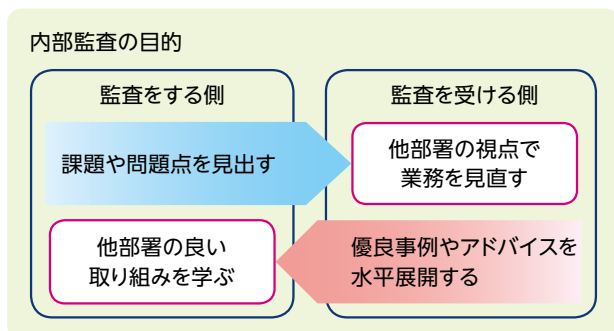 内部監査の目的
監査をする側
監査を受ける側
課題や問題点を見出す
他部署の視点で
業務を見直す
他部署の良い
取り組みを学ぶ
優良事例やアドバイスを
水平展開する